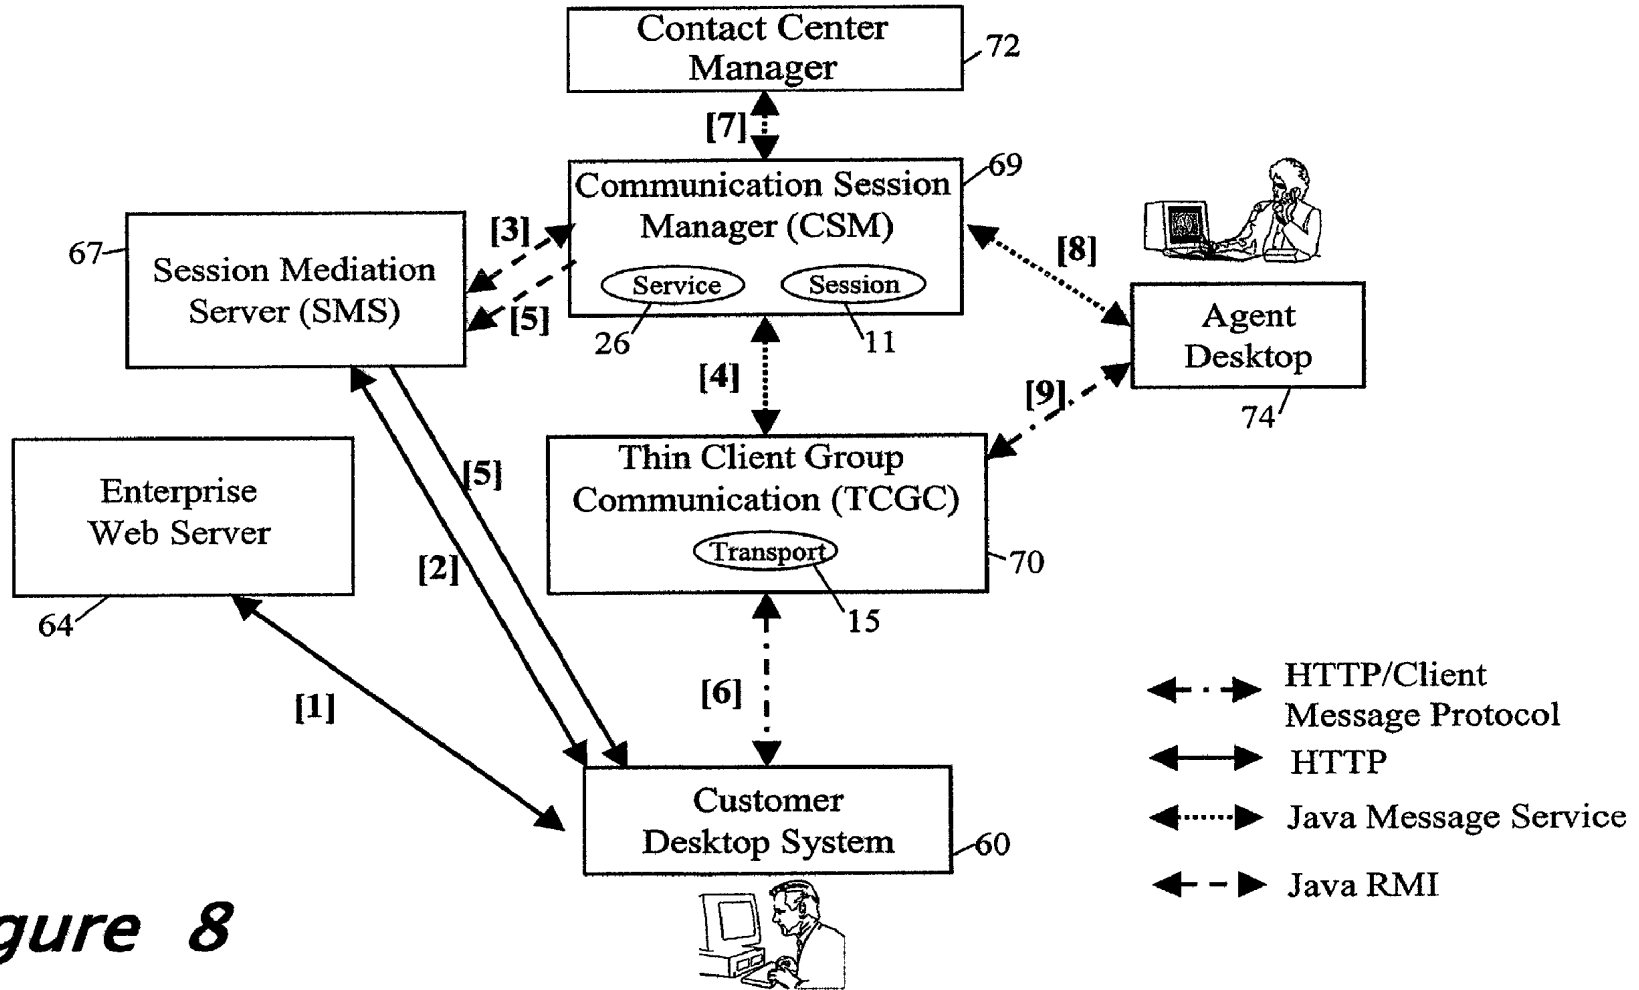 Contact Center
Manager
72
[7]
69
Communication Session
Manager (CSM)
Service
Session
26
11
[3]
[5]
67
Session Mediation
Server (SMS)
[8]
Agent
Desktop
74
[4]
[9]
Thin Client Group
Communication (TCGC)
Transport
70
15
Enterprise
Web Server
64
[5]
[2]
[1]
[6]
Customer
Desktop System
60
HTTP/Client
Message Protocol
HTTP
Java Message Service
Java RMI
gure 8